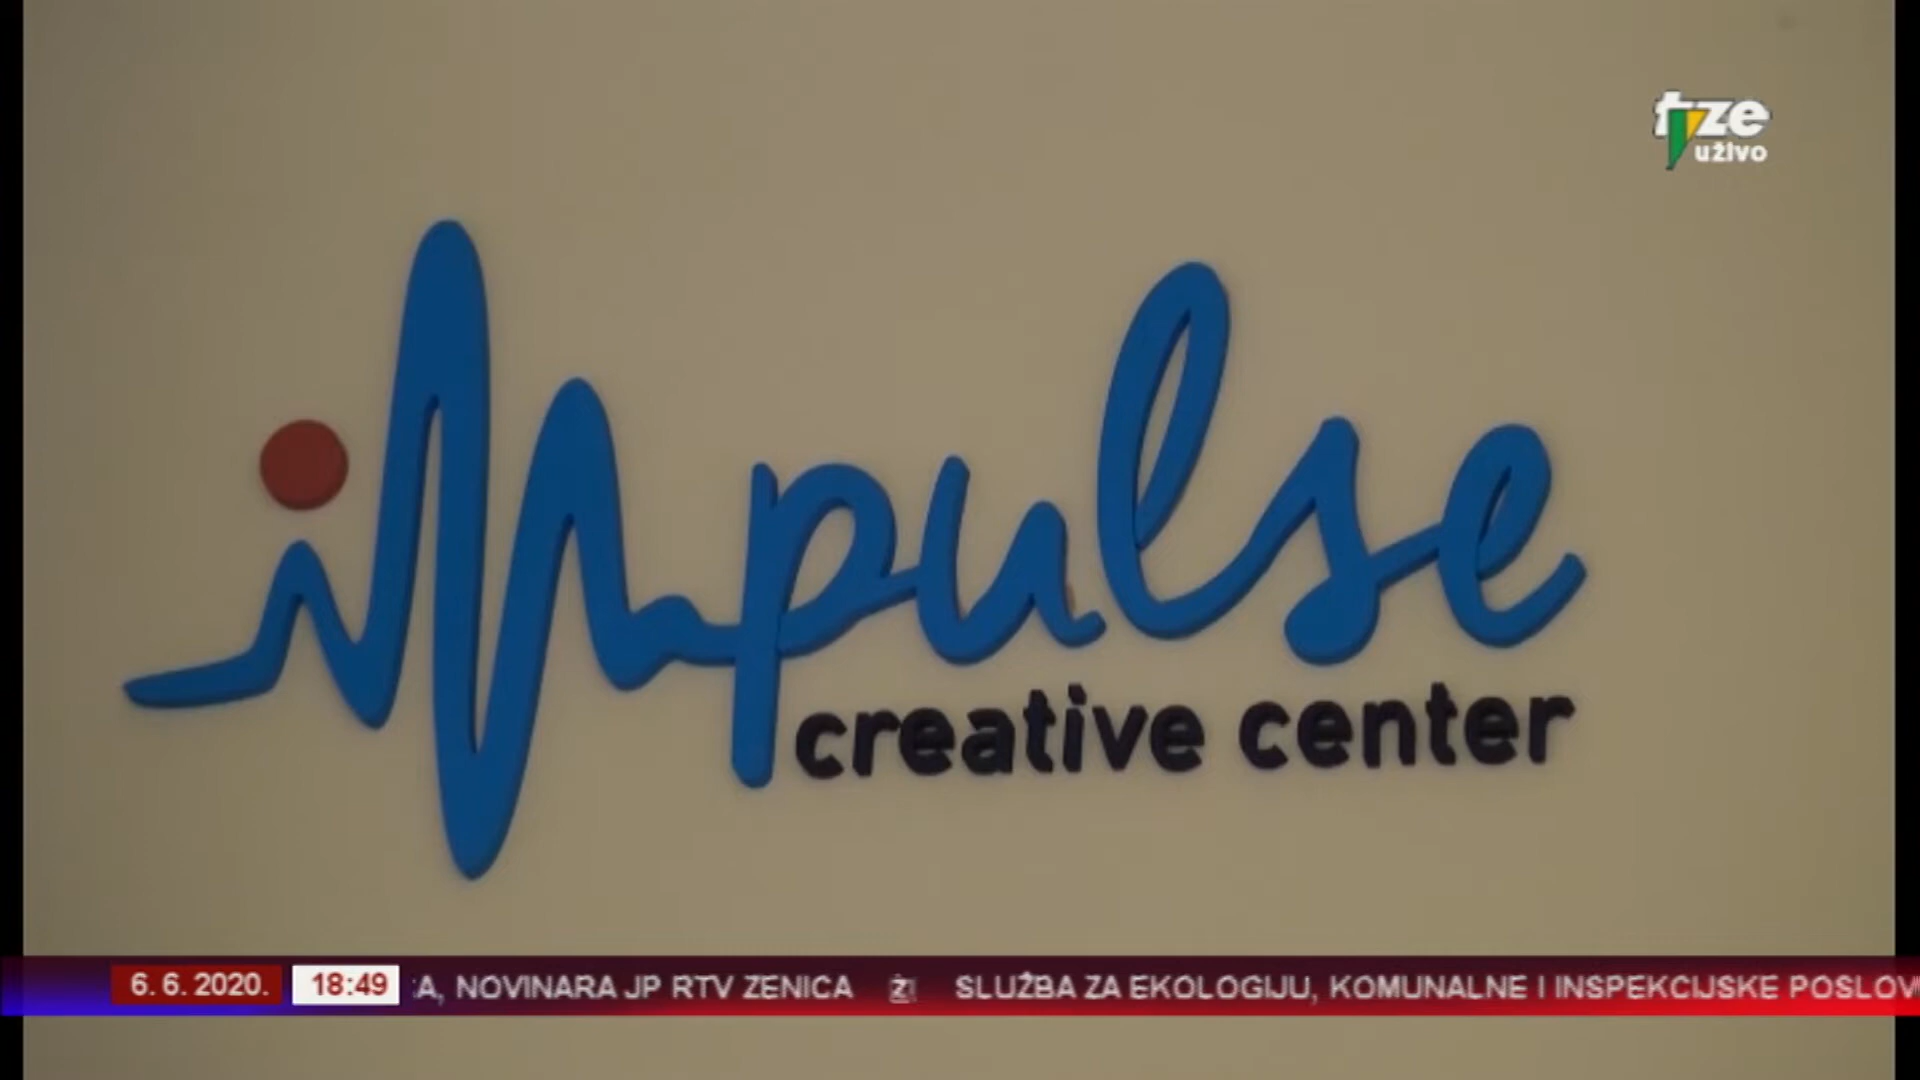 tvze
uživo
impulse
creative center
6.6.2020. 18:49 A, NOVINARA JP RTV ZENICA SLUŽBA ZA EKOLOGIJU, KOMUNALNE I INSPEKCIJSKE POSLOV